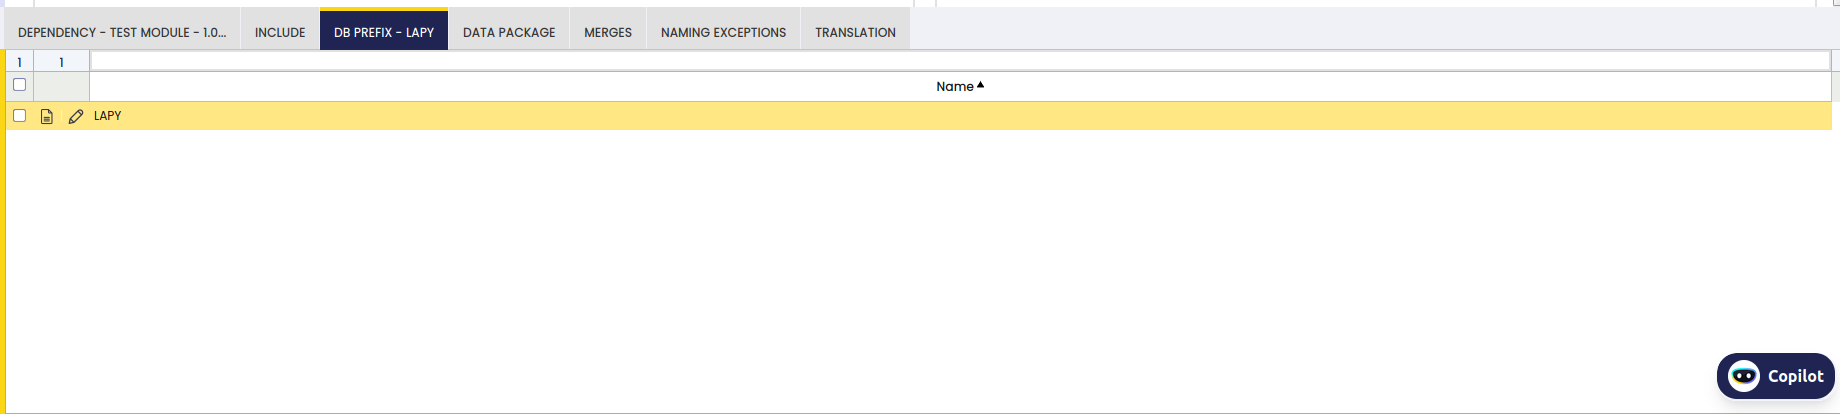 DEPENDENCY - TEST MODULE - 1.0... INCLUDE DB PREFIX - LAPY DATA PACKAGE MERGES NAMING EXCEPTIONS TRANSLATION
1 1
Name
LAPY
Copilot